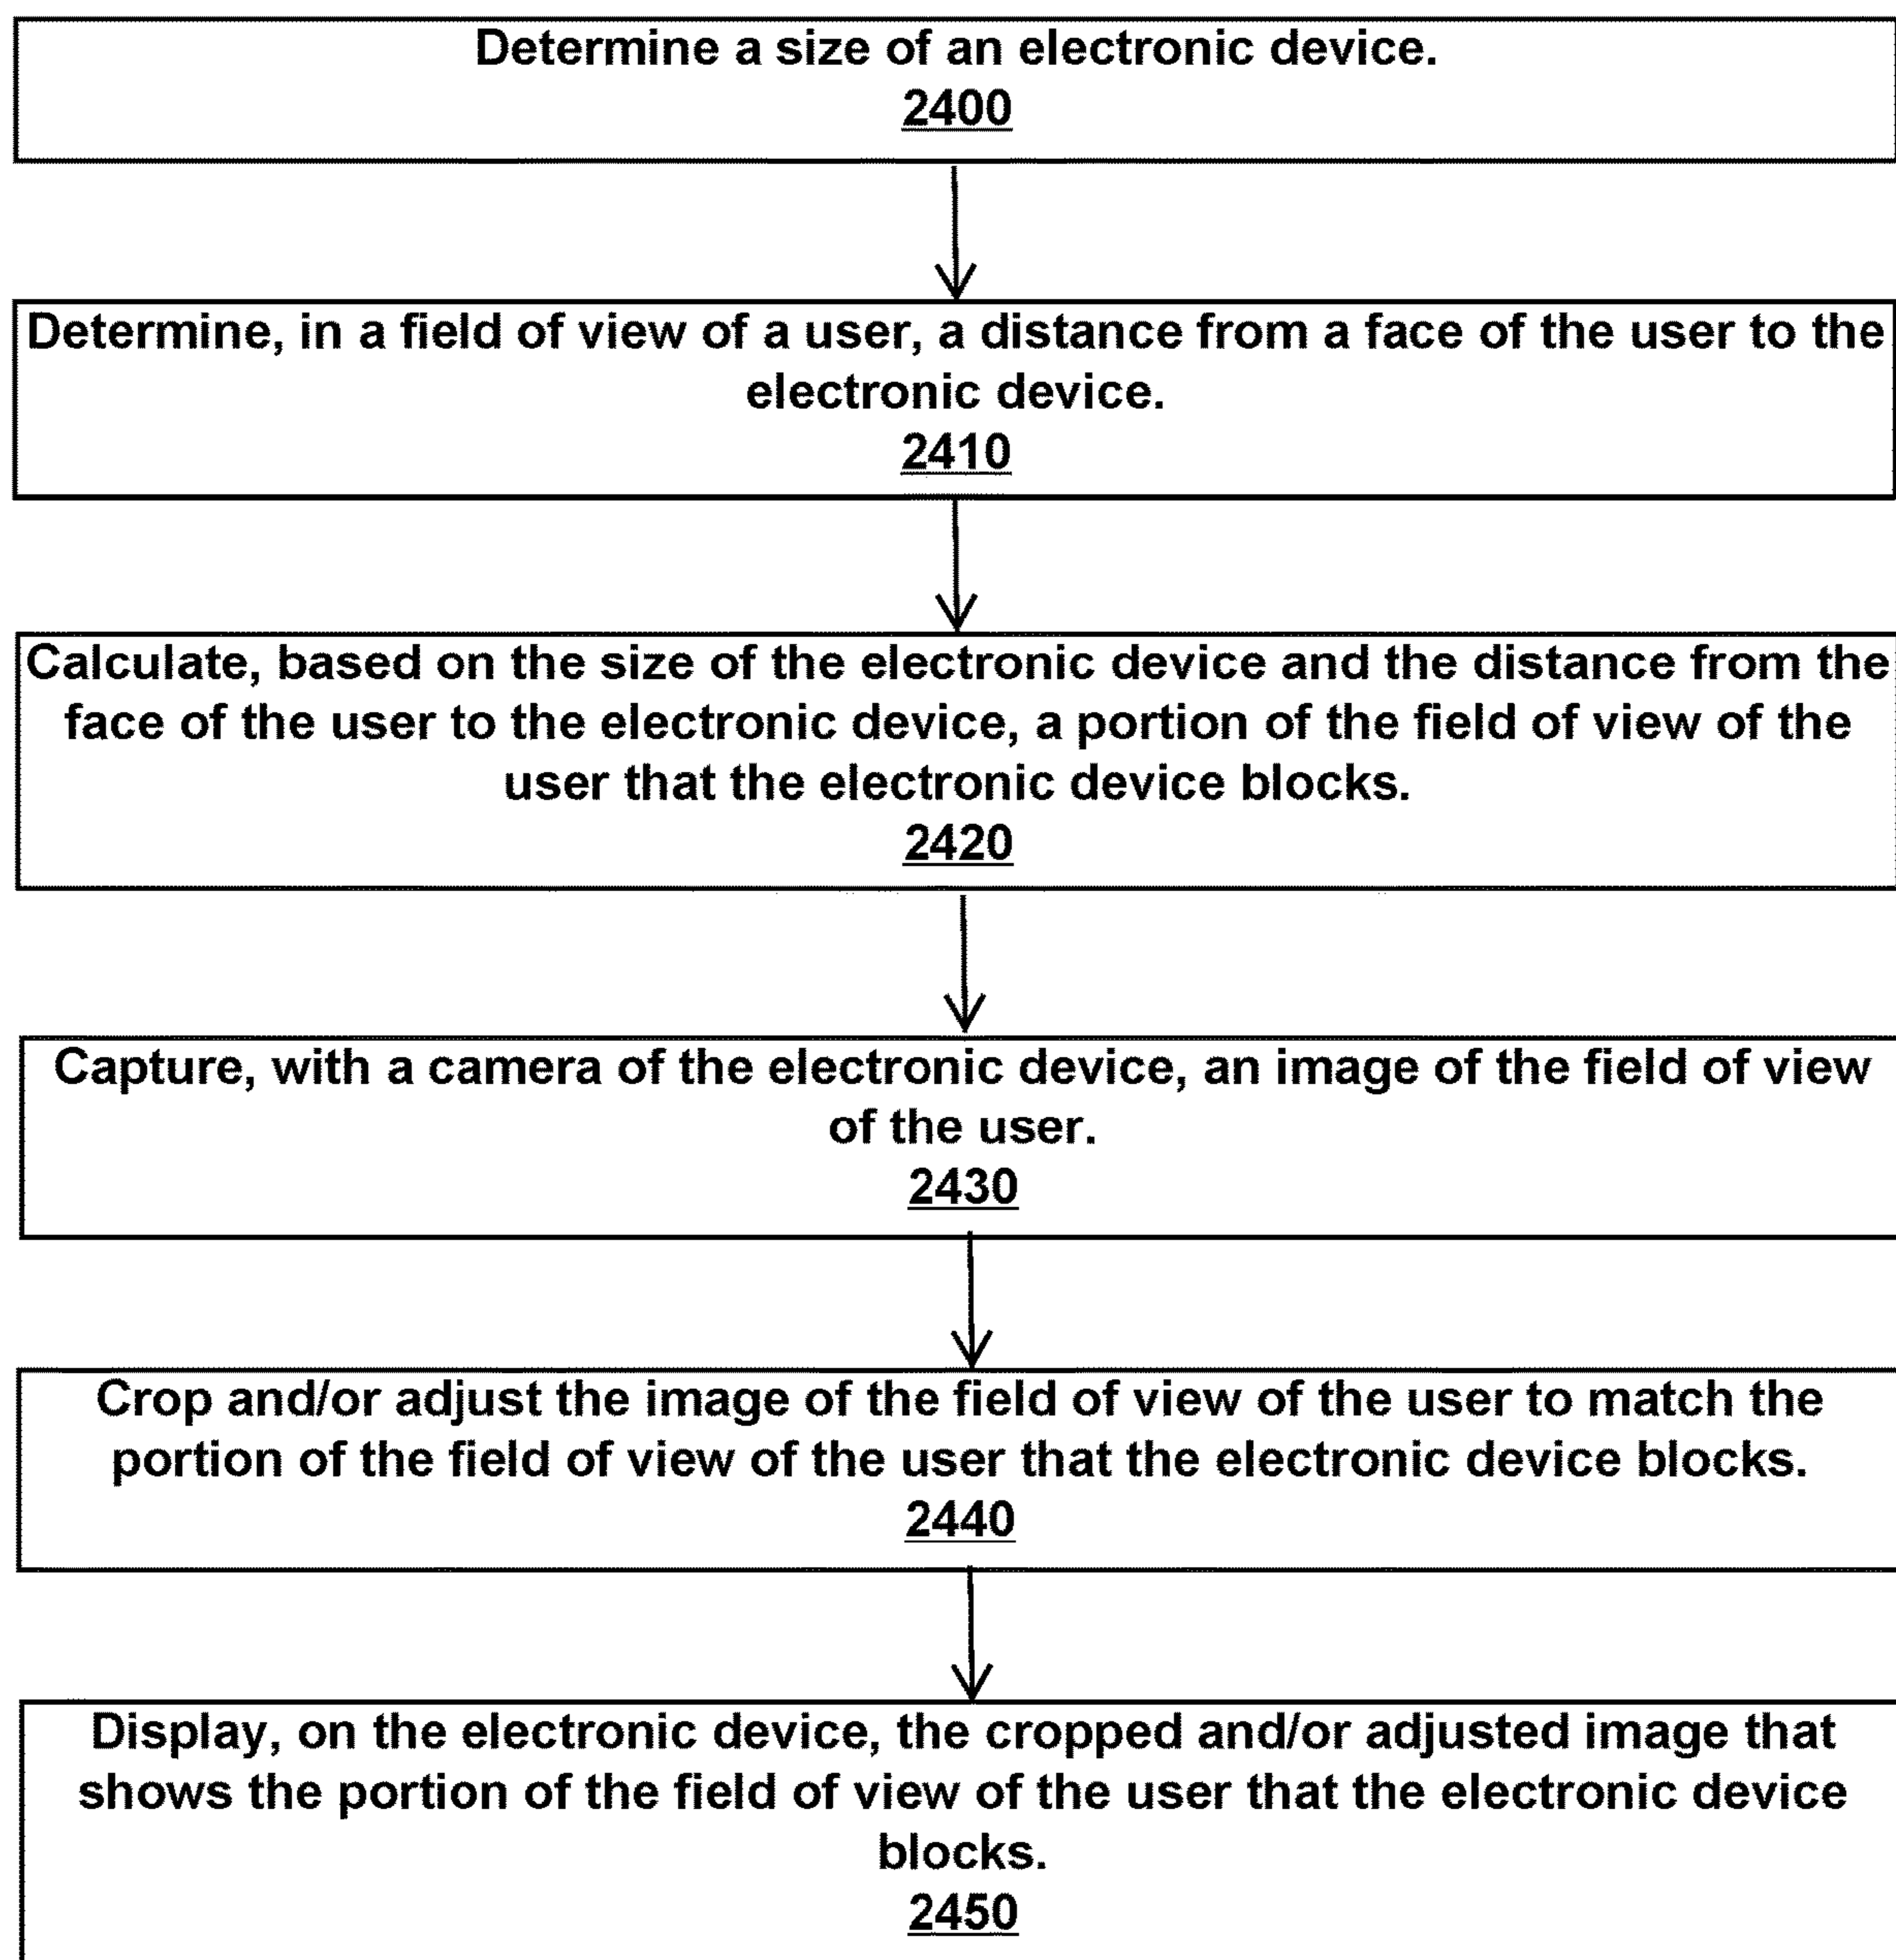 Determine a size of an electronic device.
2400
Determine, in a field of view of a user, a distance from a face of the user to the
electronic device.
2410
Calculate, based on the size of the electronic device and the distance from the
face of the user to the electronic device, a portion of the field of view of the
user that the electronic device blocks.
2420
Capture, with a camera of the electronic device, an image of the field of view
of the user.
2430
Crop and/or adjust the image of the field of view of the user to match the
portion of the field of view of the user that the electronic device blocks.
2440
Display, on the electronic device, the cropped and/or adjusted image that
shows the portion of the field of view of the user that the electronic device
blocks.
2450